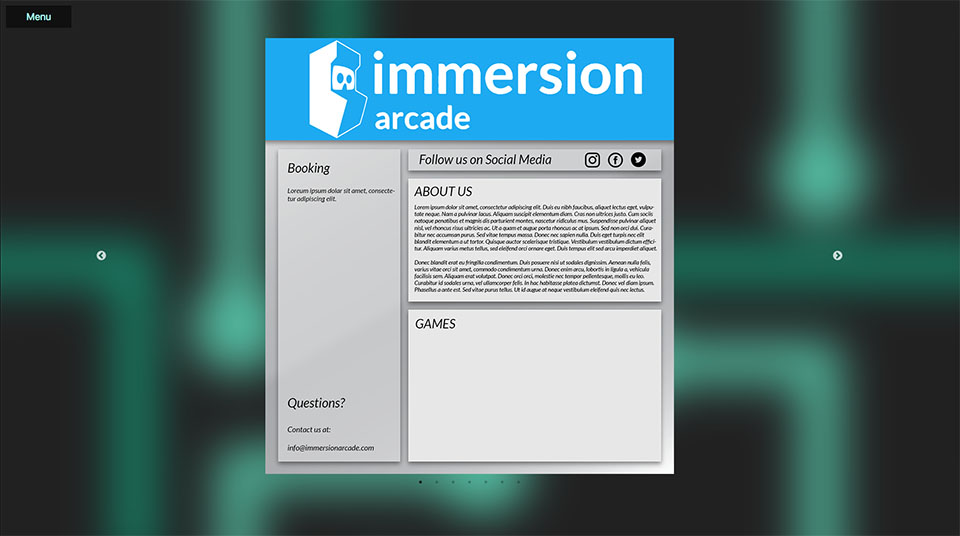 Menu
immersion
arcade
Booking
Loreum ipsum dolor sit amet, consecte-
tur adipiscing elit.
Questions?
Contact us at:
info@immersionarcade.com
Follow us on Social Media
ABOUT US
Lorem ipsum dolor sit amet, consectetur adipiscing elit. Duis eu nibh faucibus, aliquet lectus eget, vulpu-
tate neque. Nam a pulvinar lacus. Aliquam suscipit elementum diam. Cras non ultrices justo. Cum sociis
natoque penatibus et magnis dis parturient montes, nascetur ridiculus mus. Suspendisse pulvinar aliquet
nisl, vel rhoncus risus ultricies ac. Ut a quam et augue porta rhoncus ac at ipsum. Sed non orci dui. Cura-
bitur nec accumsan purus. Sed vitae tempus massa. Donec nec sapien nulla. Duis eget turpis nec elit
blandit elementum a ut tortor. Quisque auctor scelerisque tristique. Vestibulum vestibulum dictum effici-
tur. Aliquam varius metus tellus, sed eleifend orci ornare eget. Duis tempus elit sed arcu imperdiet aliquet.
Donec blandit erat eu fringilla condimentum. Duis posuere nisi ut sodales dignissim. Aenean nulla felis,
varius vitae orci sit amet, commodo condimentum urna. Donec enim arcu, lobortis in ligula a, vehicula
facilisis sem. Aliquam erat volutpat. Donec orci orci, molestie nec tempor pellentesque, mollis eu leo.
Curabitur id sodales urna, vel ullamcorper felis. In hac habitasse platea dictumst. Donec vel diam ipsum.
Phasellus a ante est. Sed vitae purus tellus. Ut id augue at neque vestibulum eleifend quis nec lectus.
GAMES